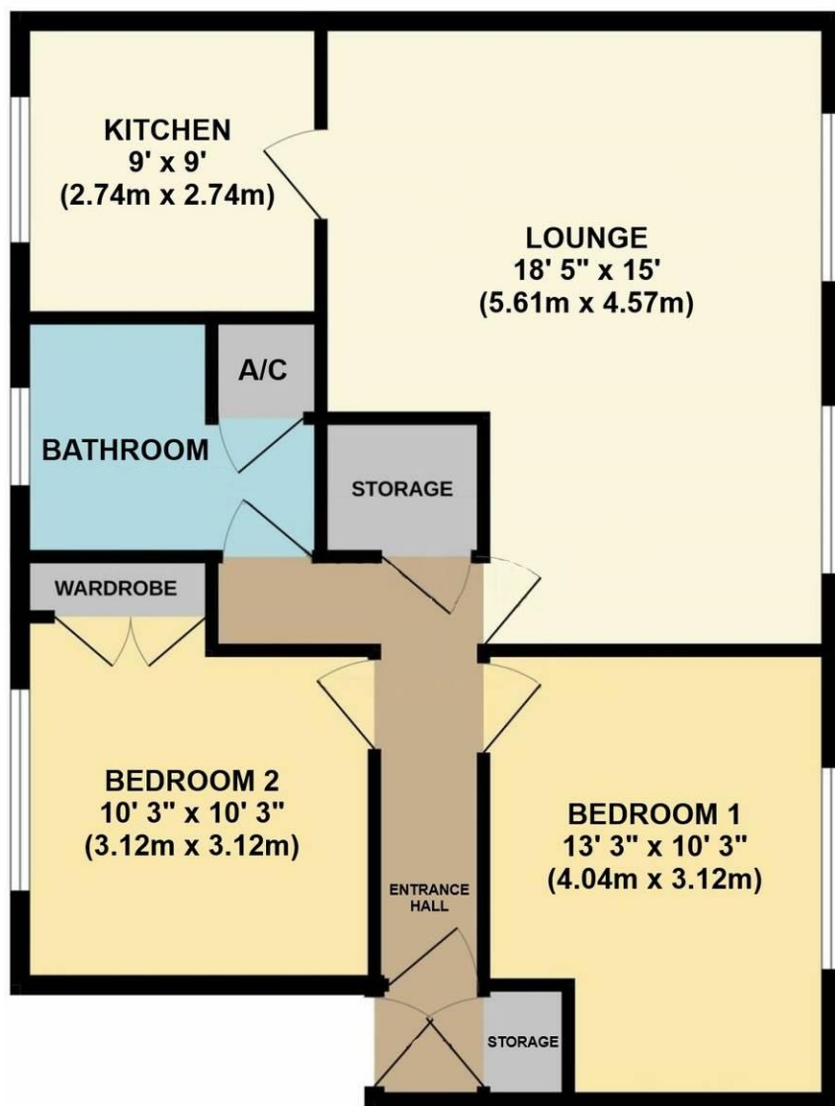 KITCHEN
9' x 9'
(2.74m x 2.74m)
LOUNGE
18' 5" x 15'
(5.61m x 4.57m)
A/C
BATHROOM
STORAGE
WARDROBE
BEDROOM 2
10' 3" x 10' 3"
(3.12m x 3.12m)
BEDROOM 1
13' 3" x 10' 3"
(4.04m x 3.12m)
ENTRANCE
HALL
STORAGE